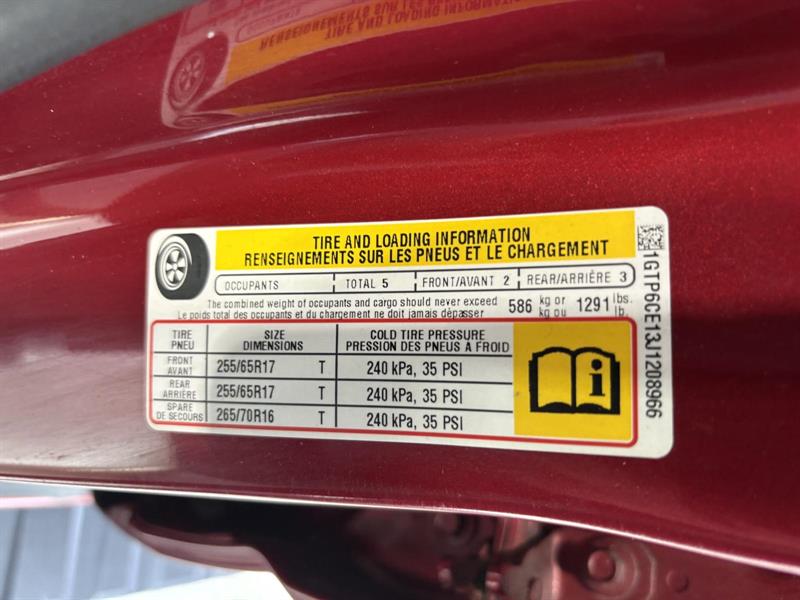 TIRE AND LOADING INFORMATION
RENSEIGNEMENTS SUR LES PNEUS ET LE CHARGEMENT
OCCUPANTS TOTAL 5 FRONT/AVANT 2 REAR/ARRIÈRE 3
The combined weight of occupants and cargo should never exceed 586 kg or 1291 lbs.
Le poids total des occupants et du chargement ne doit jamais dépasser kg ou lb.
TIRE SIZE COLD TIRE PRESSURE
PNEU DIMENSIONS PRESSION DES PNEUS À FROID
FRONT
AVANT 255/65R17 T 240 kPa, 35 PSI
REAR
ARRIÈRE 255/65R17 T 240 kPa, 35 PSI
SPARE
DE SECOURS 265/70R16 T 240 kPa, 35 PSI
i
1GTP6CE13J1208966